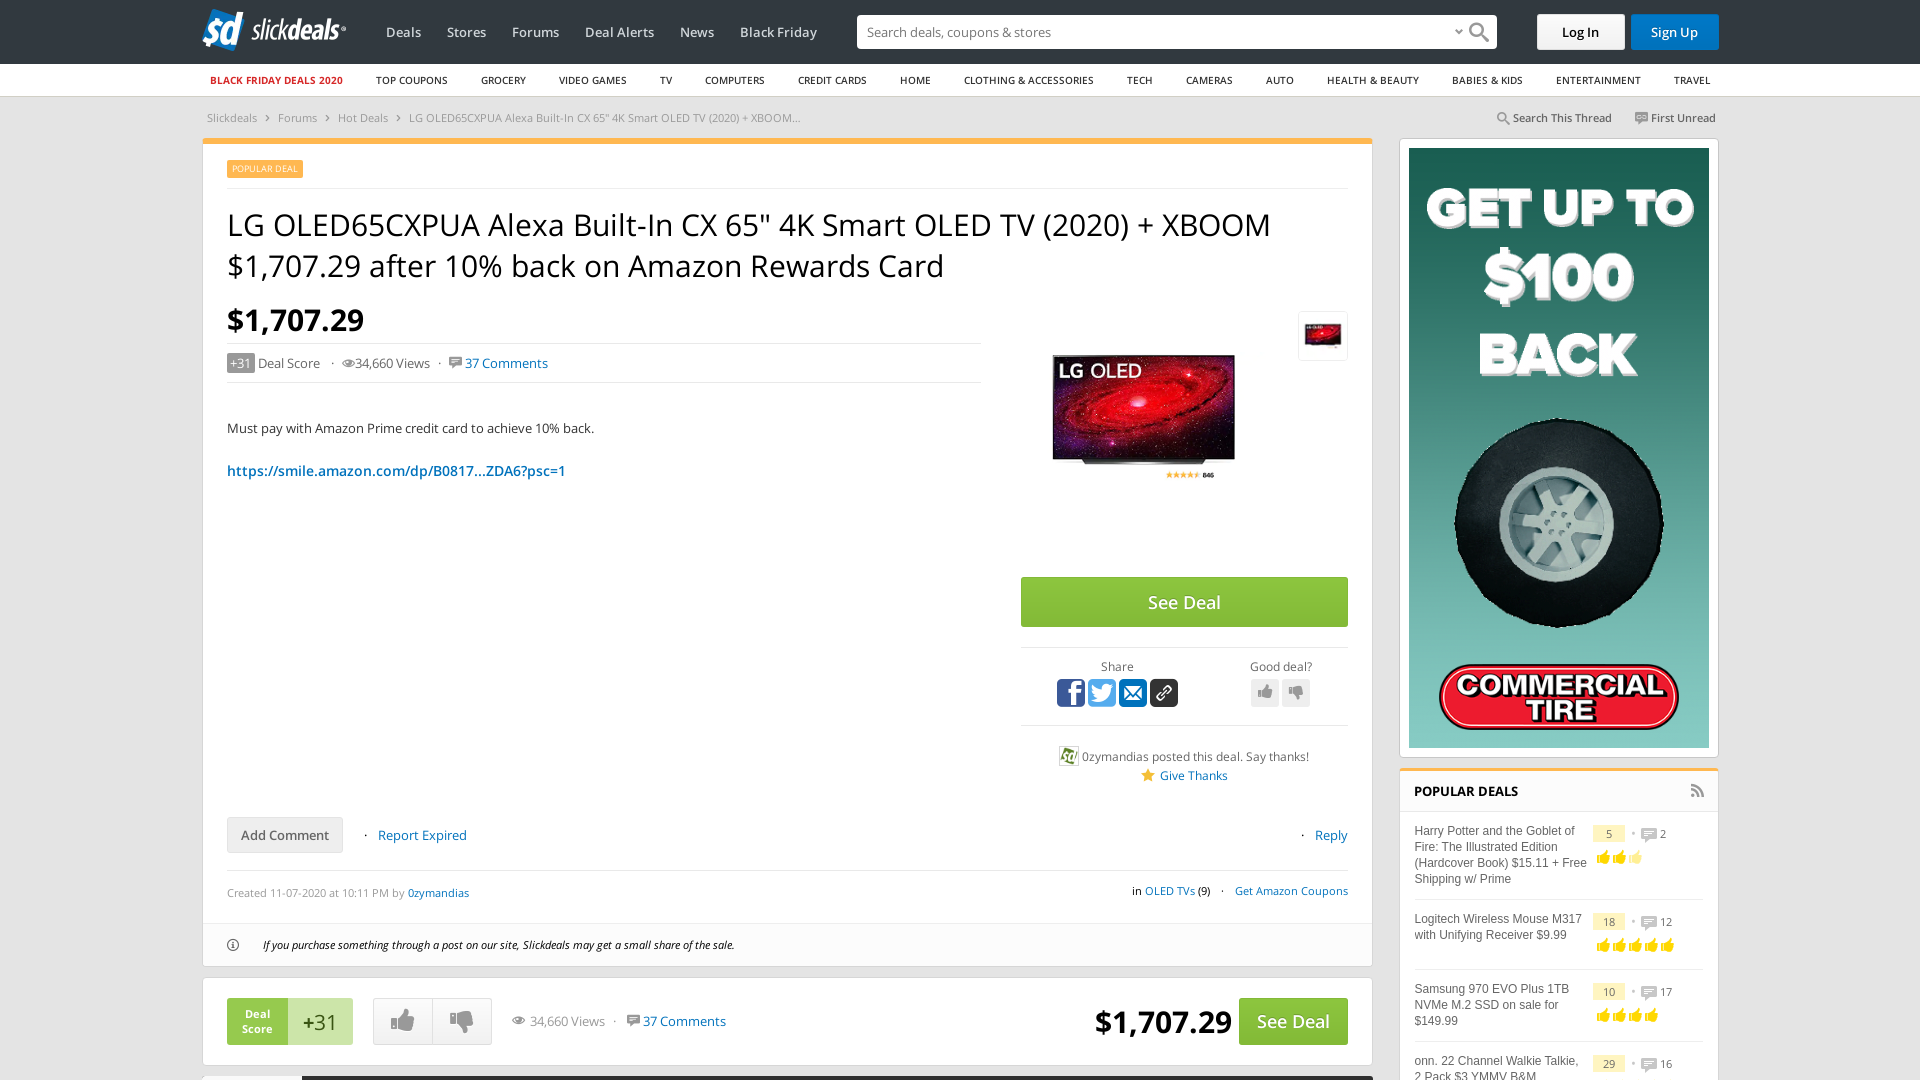 slickdeals
Deals
Stores
Forums
Deal Alerts
News
Black Friday
Search deals, coupons & stores
Log In
Sign Up
BLACK FRIDAY DEALS 2020
TOP COUPONS
GROCERY
VIDEO GAMES
TV
COMPUTERS
CREDIT CARDS
HOME
CLOTHING & ACCESSORIES
TECH
CAMERAS
AUTO
HEALTH & BEAUTY
BABIES & KIDS
ENTERTAINMENT
TRAVEL
Slickdeals > Forums > Hot Deals > LG OLED65CXPUA Alexa Built-In CX 65" 4K Smart OLED TV (2020) + XBOOM...
Search This Thread
First Unread
POPULAR DEAL
LG OLED65CXPUA Alexa Built-In CX 65" 4K Smart OLED TV (2020) + XBOOM
$1,707.29 after 10% back on Amazon Rewards Card
$1,707.29
+31 Deal Score · 34,660 Views · 37 Comments
Must pay with Amazon Prime credit card to achieve 10% back.
https://smile.amazon.com/dp/B0817...ZDA6?psc=1
LG OLED
846
See Deal
Share
Good deal?
0zymandias posted this deal. Say thanks!
Give Thanks
Add Comment
· Report Expired
· Reply
Created 11-07-2020 at 10:11 PM by 0zymandias
in OLED TVs (9) · Get Amazon Coupons
If you purchase something through a post on our site, Slickdeals may get a small share of the sale.
Deal
Score
+31
34,660 Views · 37 Comments
$1,707.29
See Deal
GET UP TO
$100
BACK
COMMERCIAL
TIRE
POPULAR DEALS
Harry Potter and the Goblet of
Fire: The Illustrated Edition
(Hardcover Book) $15.11 + Free
Shipping w/ Prime
5 • 2
Logitech Wireless Mouse M317
with Unifying Receiver $9.99
18 • 12
Samsung 970 EVO Plus 1TB
NVMe M.2 SSD on sale for
$149.99
10 • 17
onn. 22 Channel Walkie Talkie,
2 Pack $3 YMMV B&M
29 • 16